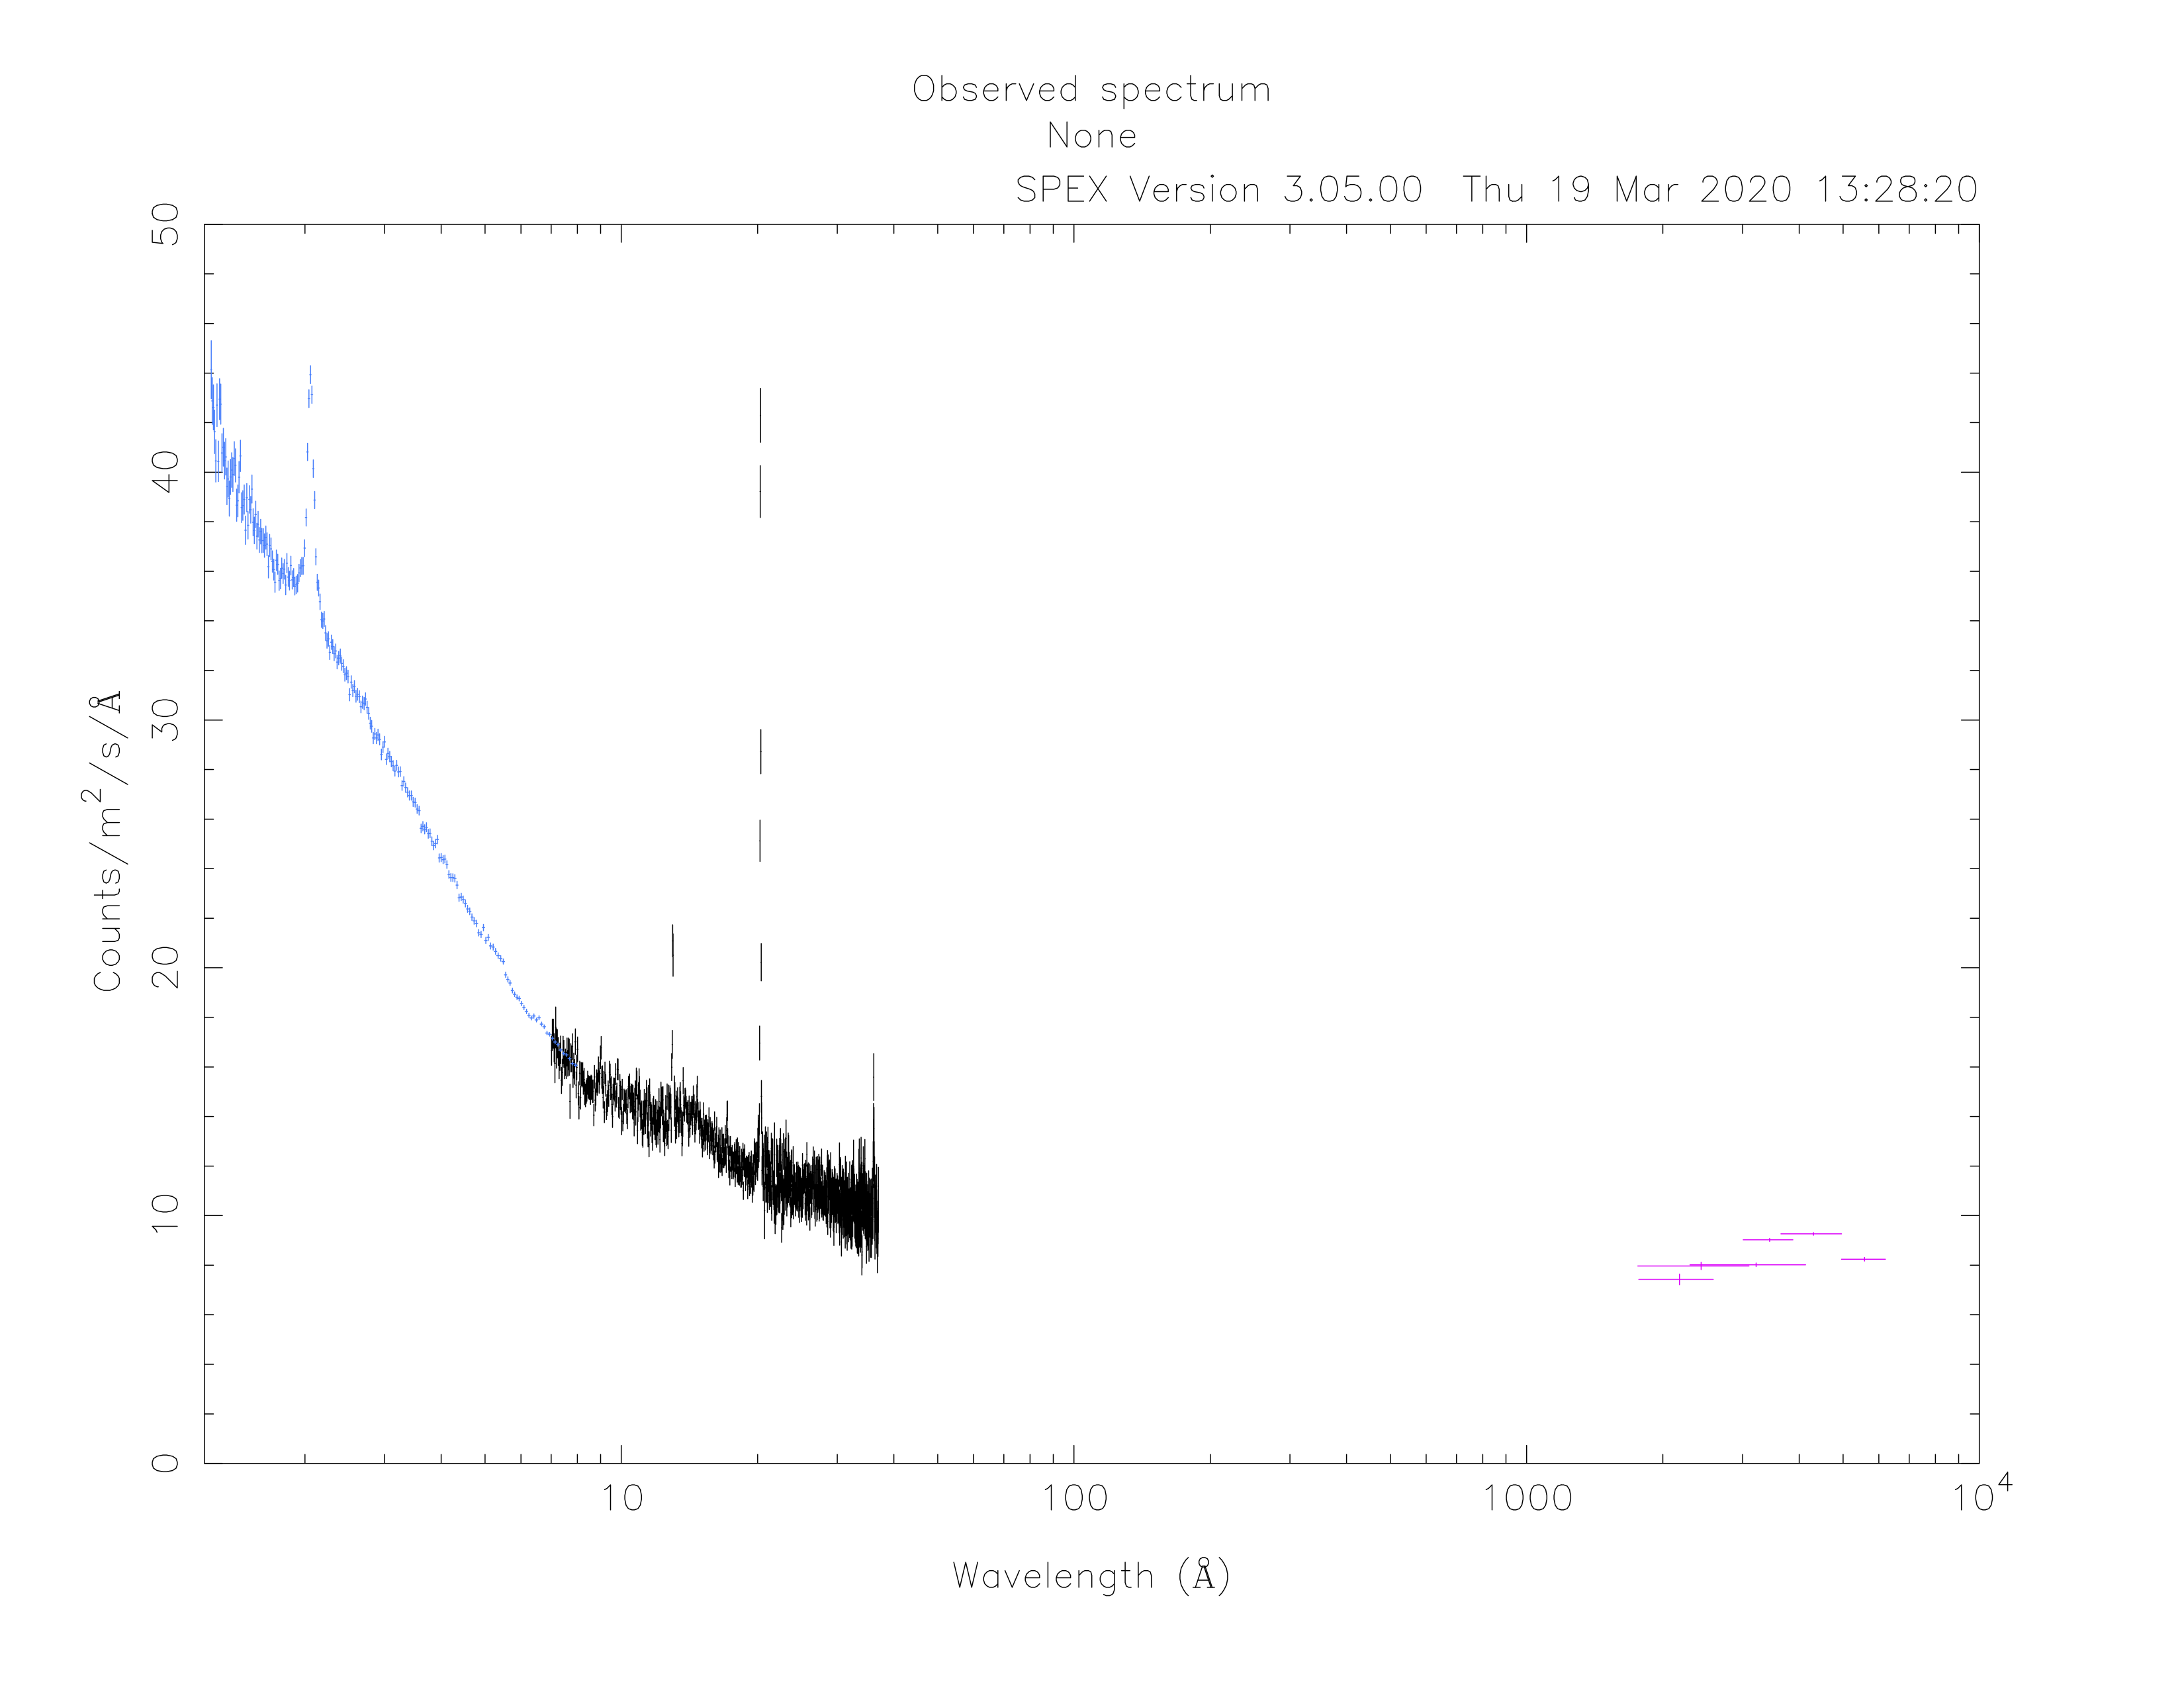 Observed spectrum
None
SPEX Version 3.05.00 Thu 19 Mar 2020 13:28:20
50
40
30
20
10
0
Counts/m²/s/Å
10
100
1000
10⁴
Wavelength (Å)